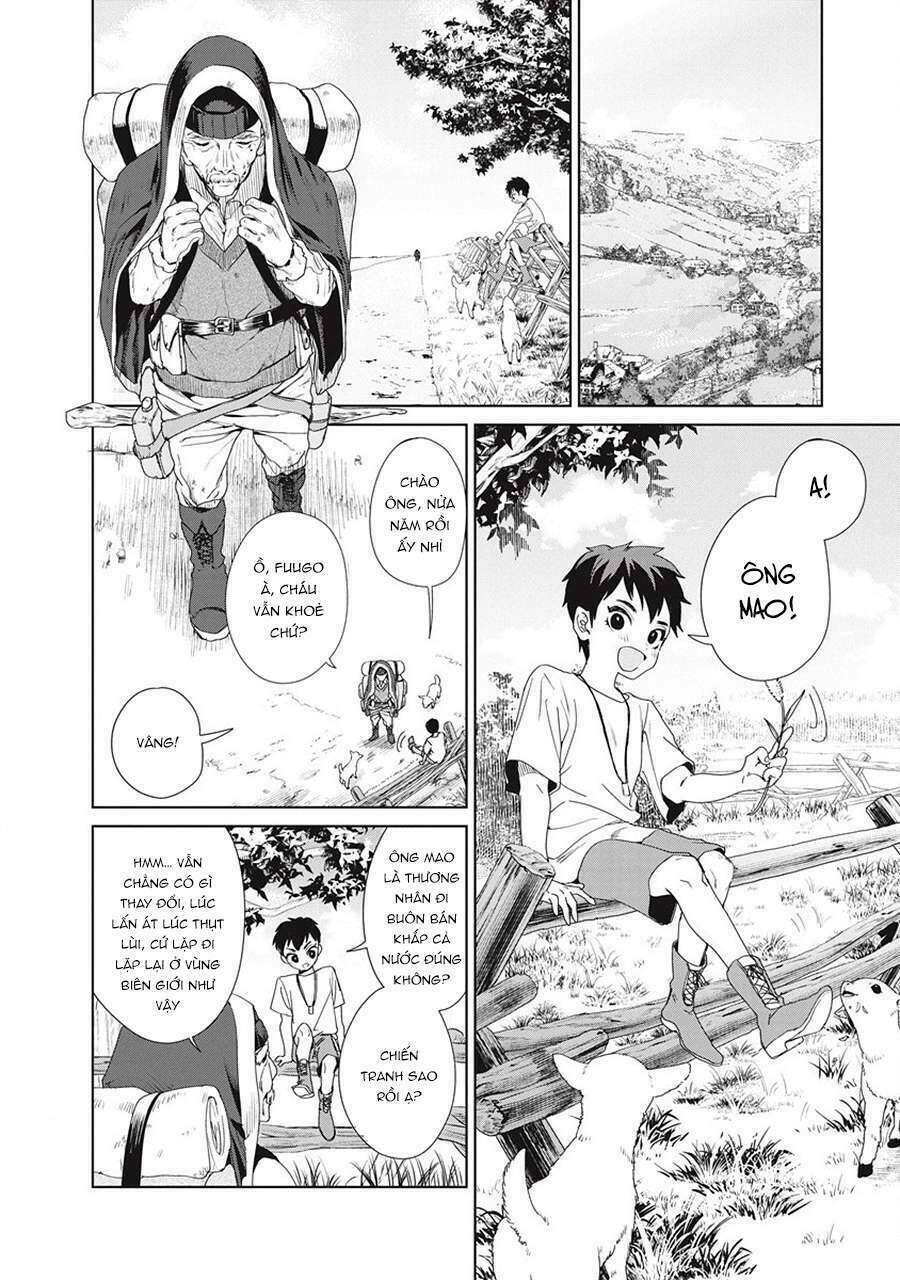 A!
ÔNG
MAO!
CHÀO
ÔNG, NỬA
NĂM RỒI
ẤY NHỈ
Ồ, FUUGO
À, CHÁU
VẪN KHOẺ
CHỨ?
VÂNG!
ÔNG MAO
LÀ THƯƠNG
NHÂN ĐI
BUÔN BÁN
KHẮP CẢ
NƯỚC ĐÚNG
KHÔNG?
CHIẾN
TRANH SAO
RỒI Ạ?
HMM... VẪN
CHẲNG CÓ GÌ
THAY ĐỔI, LÚC
LẤN ÁT LÚC THỤT
LÙI, CỨ LẶP ĐI
LẶP LẠI Ở VÙNG
BIÊN GIỚI NHƯ
VẬY